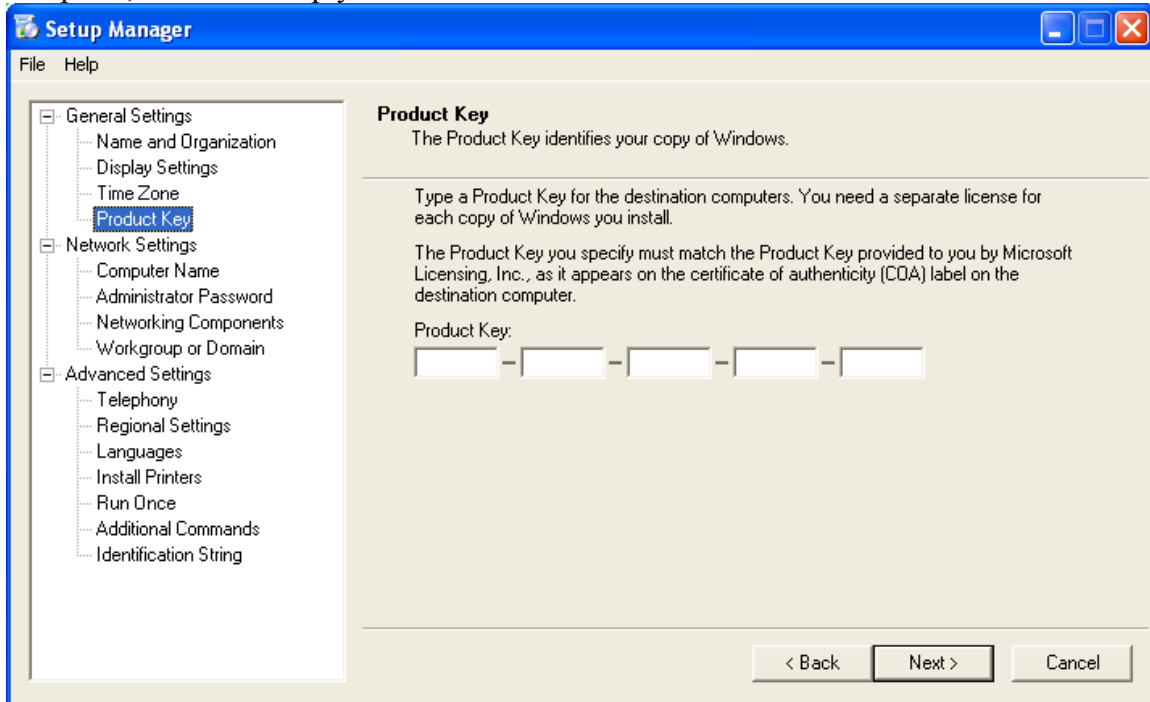 Setup Manager
File Help
General Settings
Name and Organization
Display Settings
Time Zone
Product Key
Network Settings
Computer Name
Administrator Password
Networking Components
Workgroup or Domain
Advanced Settings
Telephony
Regional Settings
Languages
Install Printers
Run Once
Additional Commands
Identification String
Product Key
The Product Key identifies your copy of Windows.
Type a Product Key for the destination computers. You need a separate license for
each copy of Windows you install.
The Product Key you specify must match the Product Key provided to you by Microsoft
Licensing, Inc., as it appears on the certificate of authenticity (COA) label on the
destination computer.
Product Key:
– – – –
< Back Next > Cancel